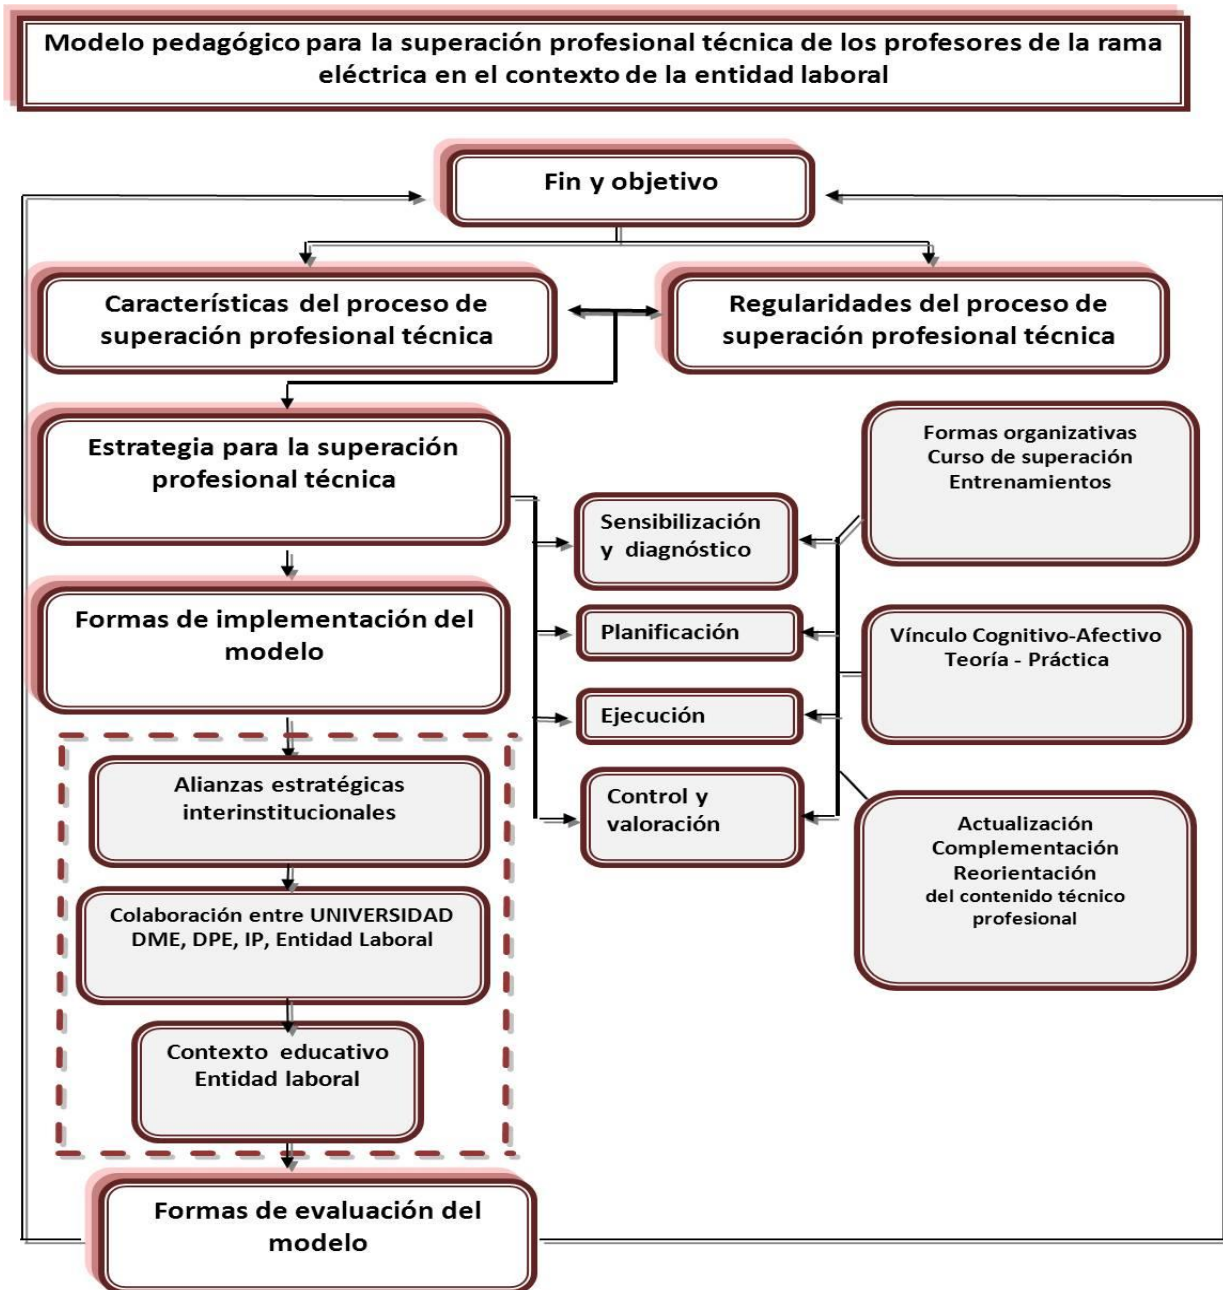 Modelo pedagógico para la superación profesional técnica de los profesores de la rama
eléctrica en el contexto de la entidad laboral
Fin y objetivo
Características del proceso de
superación profesional técnica
Regularidades del proceso de
superación profesional técnica
Estrategia para la superación
profesional técnica
Formas organizativas
Curso de superación
Entrenamientos
Sensibilización
y diagnóstico
Formas de implementación del
modelo
Planificación
Vínculo Cognitivo-Afectivo
Teoría - Práctica
Ejecución
Alianzas estratégicas
interinstitucionales
Control y
valoración
Actualización
Complementación
Reorientación
del contenido técnico
profesional
Colaboración entre UNIVERSIDAD
DME, DPE, IP, Entidad Laboral
Contexto educativo
Entidad laboral
Formas de evaluación del
modelo